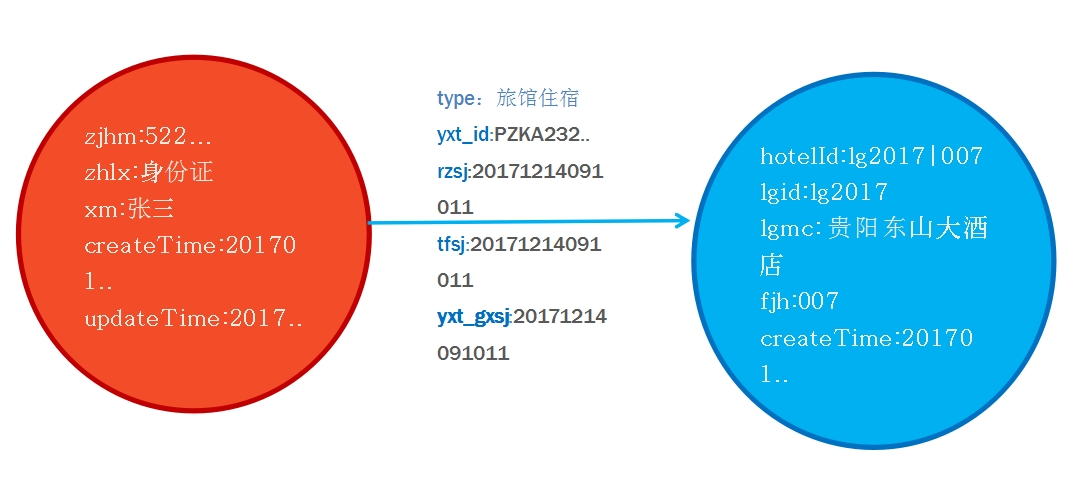 zjhm:522...
zhlx:身份证
xm:张三
createTime:20170
1..
updateTime:2017..
type：旅馆住宿
yxt_id:PZKA232..
rzsj:20171214091
011
tfsj:20171214091
011
yxt_gxsj:20171214
091011
hotelId:lg2017|007
lgid:lg2017
lgmc:贵阳东山大酒
店
fjh:007
createTime:20170
1..